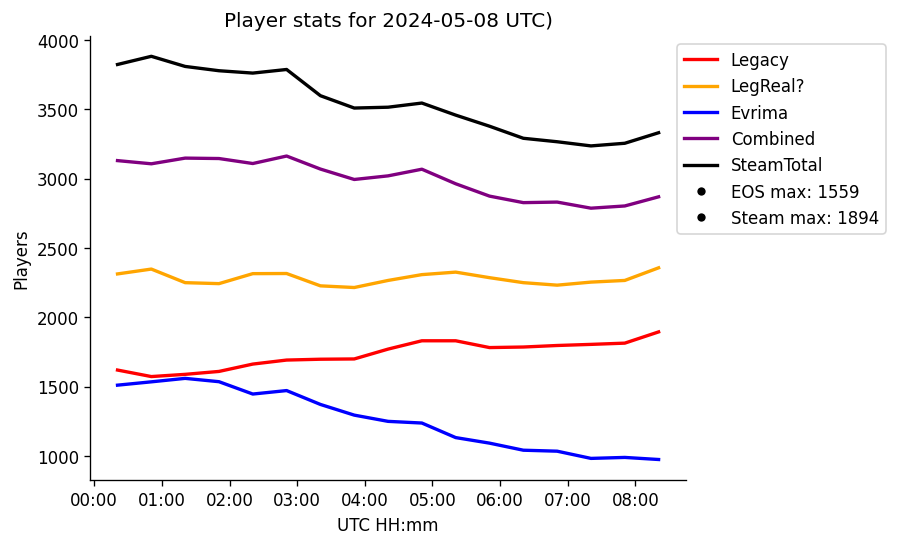 Player stats for 2024-05-08 UTC)
Players
4000
3500
3000
2500
2000
1500
1000
00:00 01:00 02:00 03:00 04:00 05:00 06:00 07:00 08:00
UTC HH:mm
Legacy
LegReal?
Evrima
Combined
SteamTotal
EOS max: 1559
Steam max: 1894